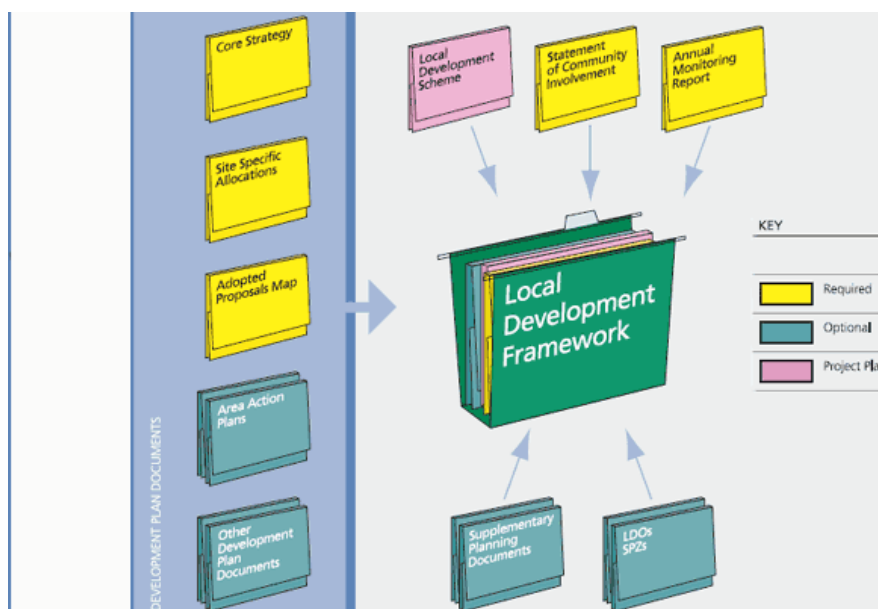 Core Strategy
Site Specific
Allocations
Adopted
Proposals Map
Area Action
Plans
Other
Development
Plan
Documents
DEVELOPMENT PLAN DOCUMENTS
Local
Development
Scheme
Statement
of Community
Involvement
Annual
Monitoring
Report
Local
Development
Framework
Supplementary
Planning
Documents
LDOs
SPZs
KEY
Required
Optional
Project